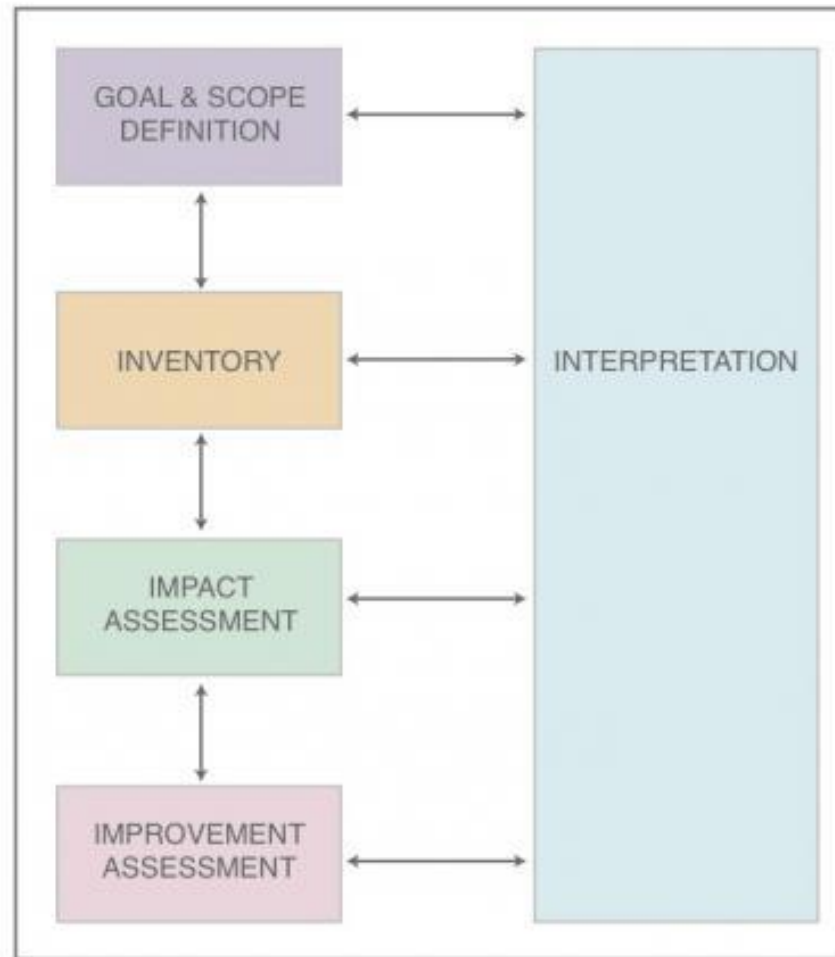 GOAL & SCOPE
DEFINITION
INVENTORY
INTERPRETATION
IMPACT
ASSESSMENT
IMPROVEMENT
ASSESSMENT